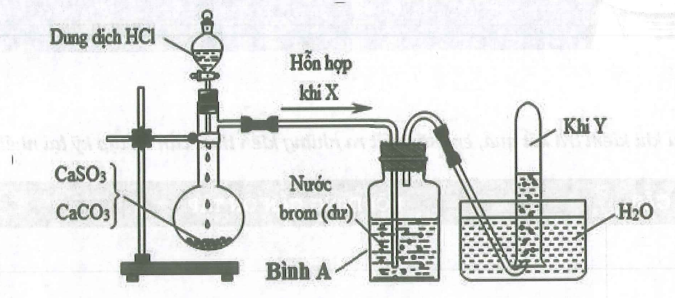 Dung dịch HCl
Hỗn hợp
khí X
Khí Y
CaSO3
CaCO3
Nước
brom (dư)
H2O
Bình A